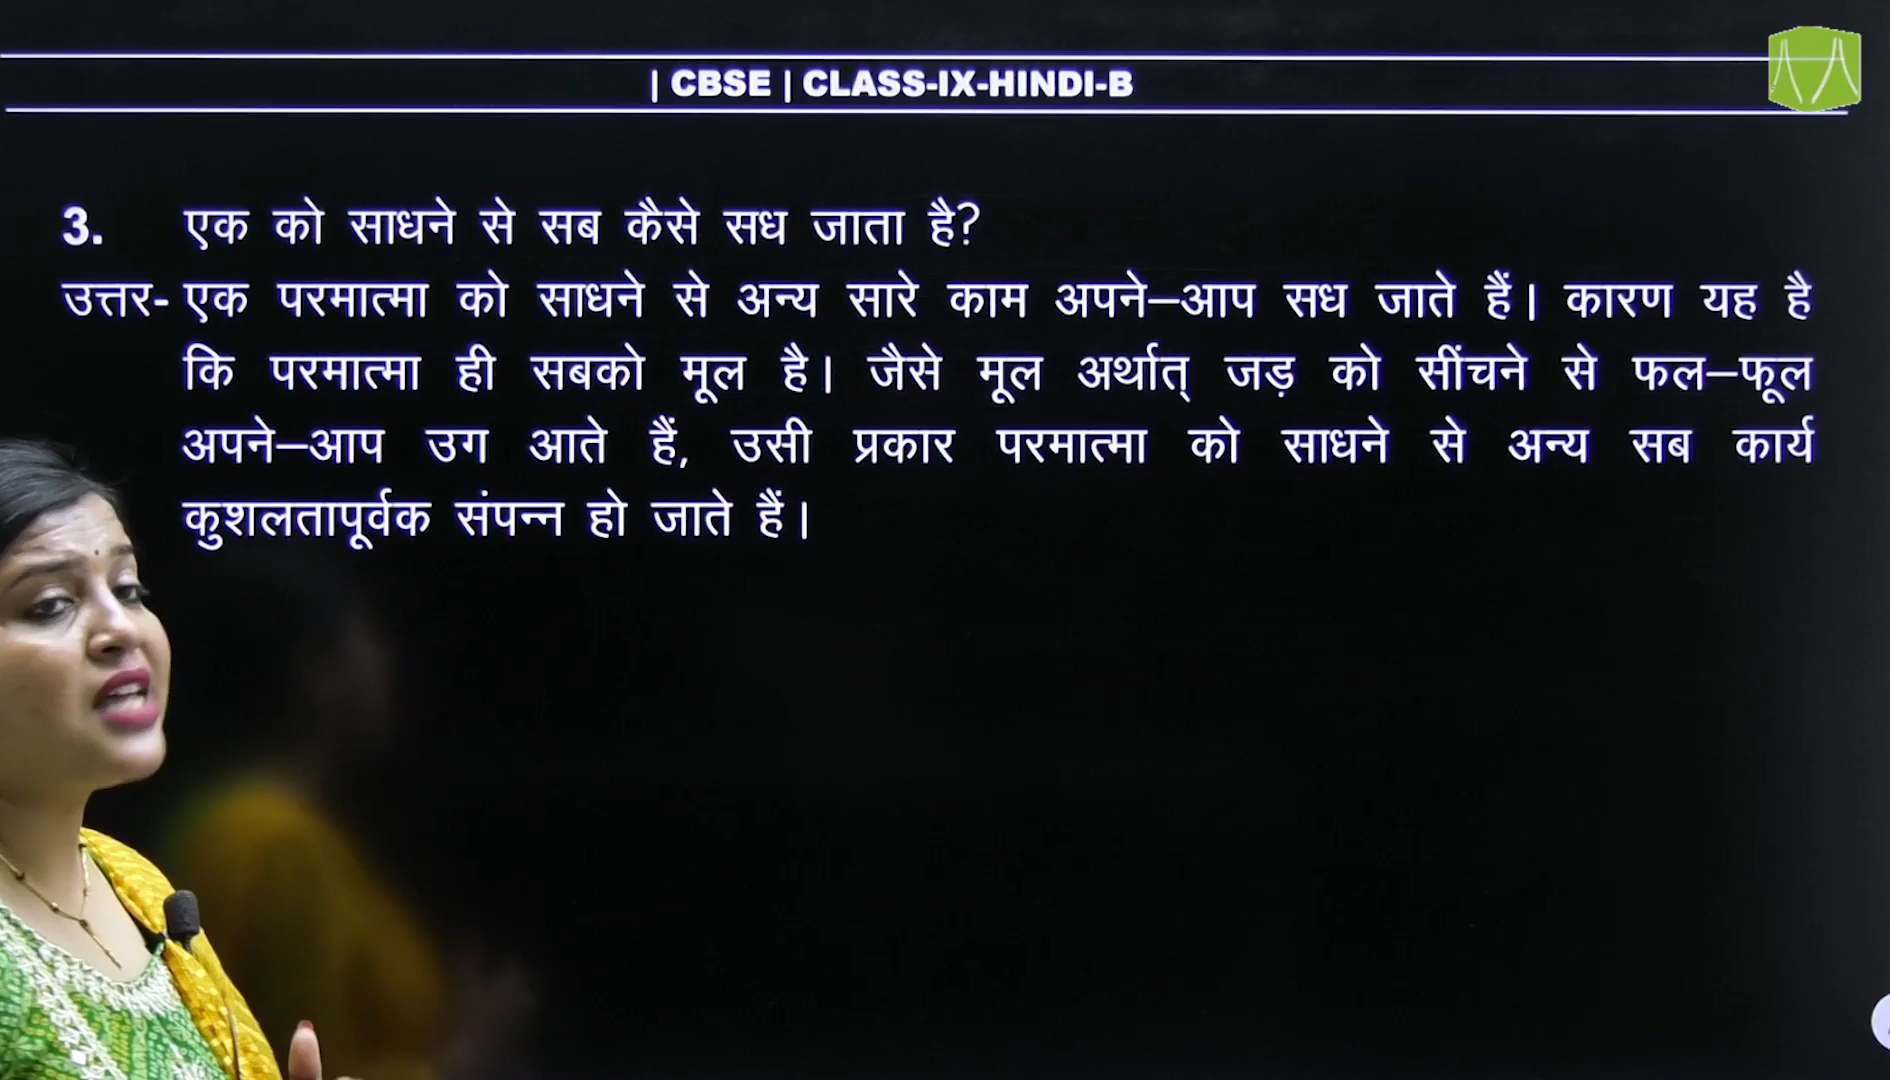 | CBSE | CLASS-IX-HINDI-B
3. एक को साधने से सब कैसे सध जाता है?
उत्तर- एक परमात्मा को साधने से अन्य सारे काम अपने–आप सध जाते हैं। कारण यह है
कि परमात्मा ही सबको मूल है। जैसे मूल अर्थात् जड़ को सींचने से फल–फूल
अपने–आप उग आते हैं, उसी प्रकार परमात्मा को साधने से अन्य सब कार्य
कुशलतापूर्वक संपन्न हो जाते हैं।